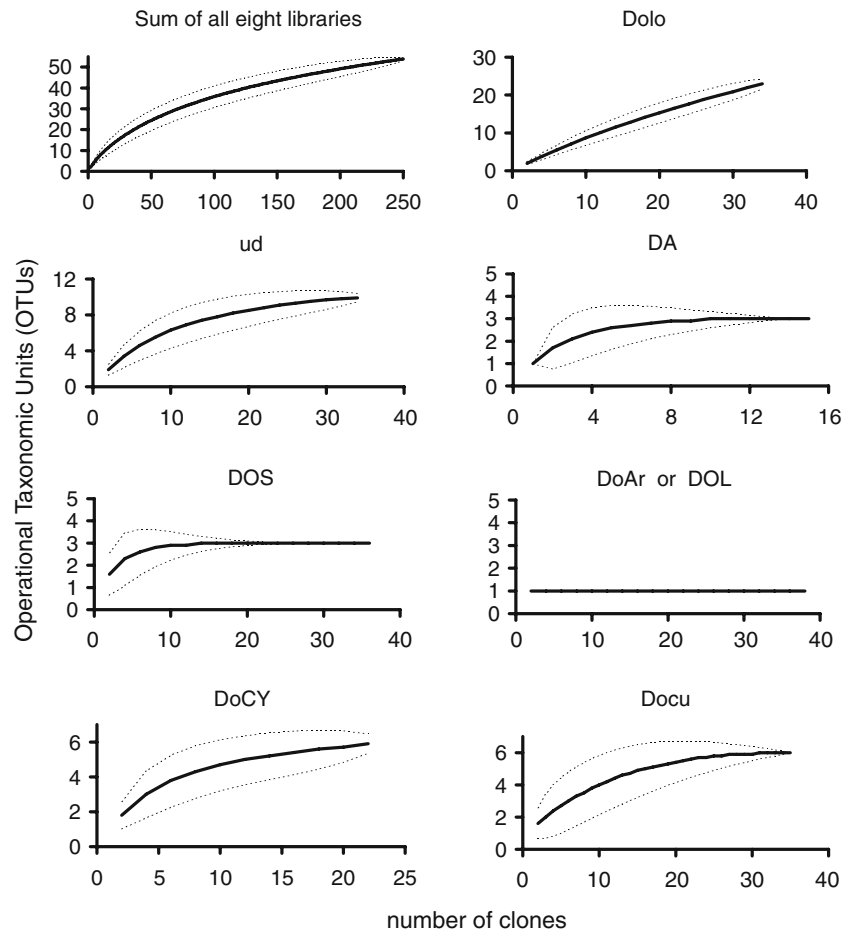 Sum of all eight libraries
50
40
30
20
10
0
0 50 100 150 200 250
Dolo
30
20
10
0
0 10 20 30 40
Operational Taxonomic Units (OTUs)
ud
12
8
4
0
0 10 20 30 40
DA
5
4
3
2
1
0
0 4 8 12 16
DOS
5
4
3
2
1
0
0 10 20 30 40
DoAr or DOL
5
4
3
2
1
0
0 10 20 30 40
DoCY
6
4
2
0
0 5 10 15 20 25
Docu
6
4
2
0
0 10 20 30 40
number of clones